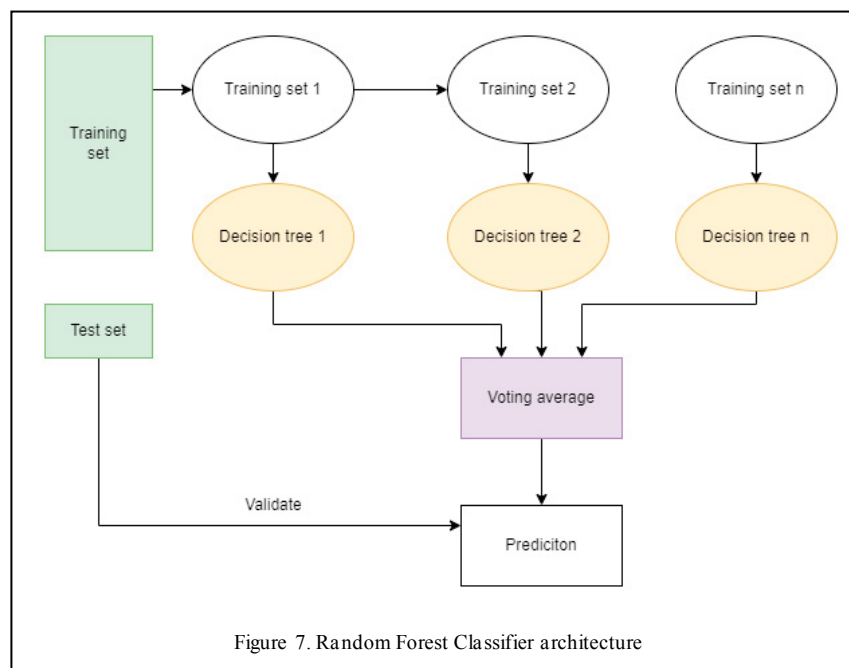 Training
set
Training set 1
Training set 2
Training set n
Decision tree 1
Decision tree 2
Decision tree n
Test set
Voting average
Validate
Prediciton
Figure 7. Random Forest Classifier architecture